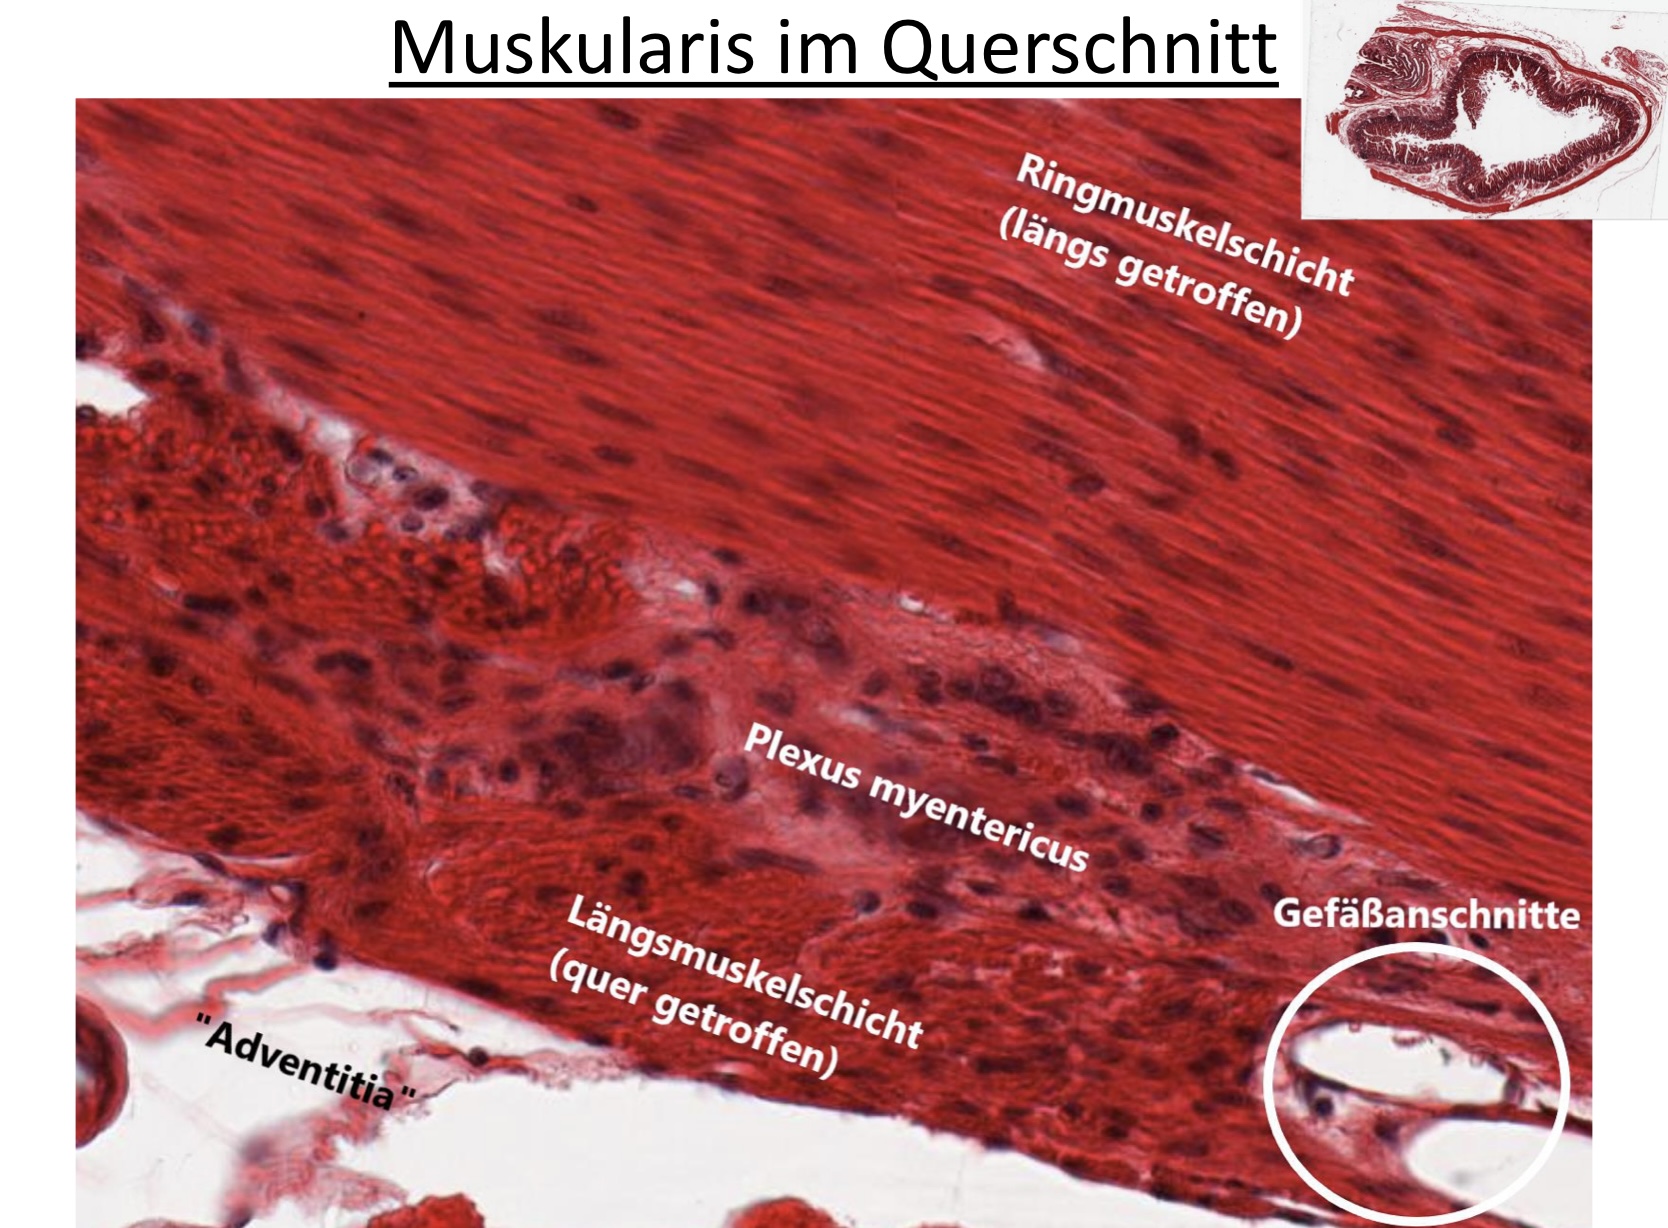 Muskularis im Querschnitt
Ringmuskelschicht
(längs getroffen)
Plexus myentericus
Gefäßanschnitte
Längsmuskelschicht
(quer getroffen)
"Adventitia"